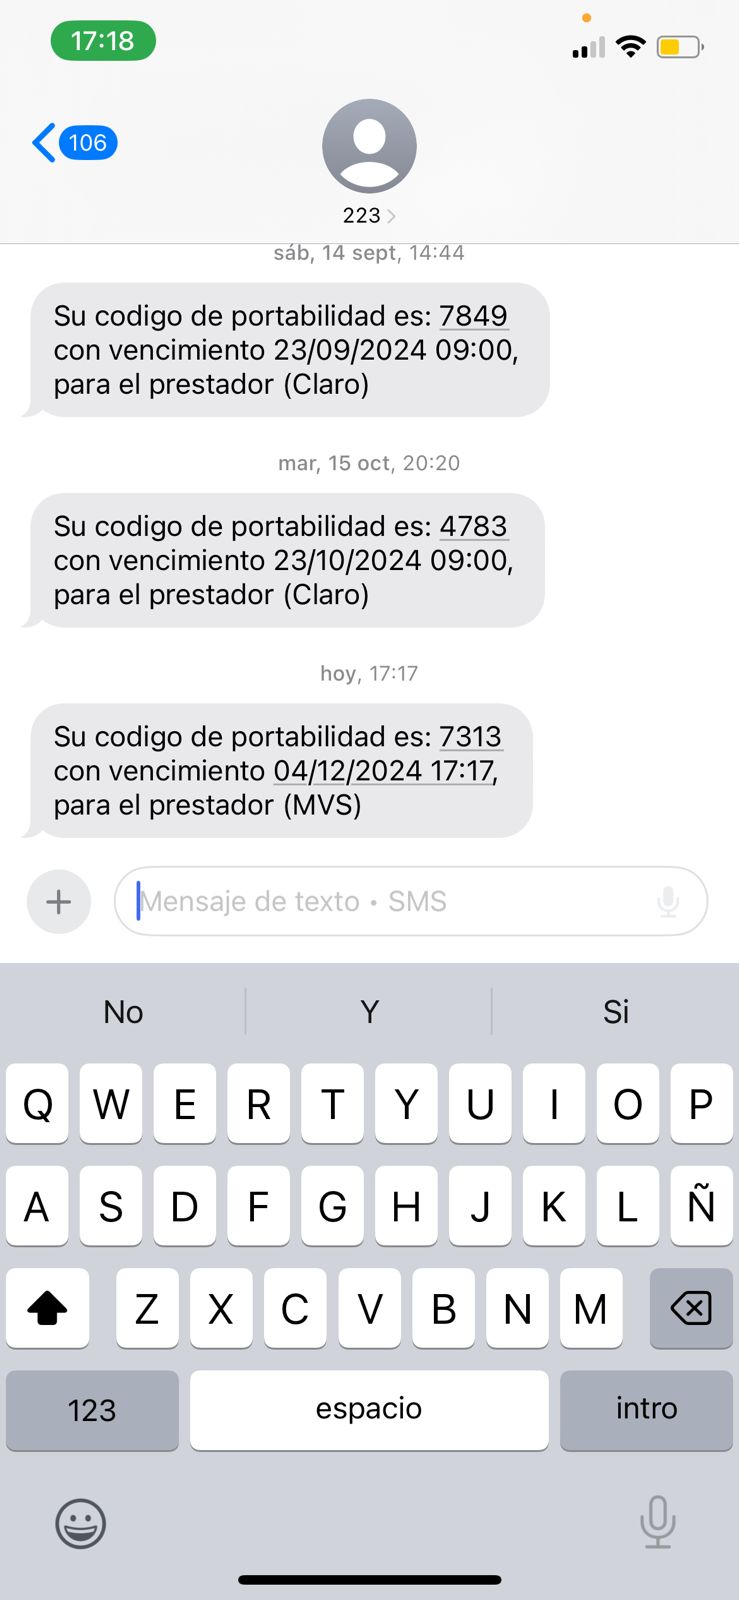 17:18
106
223
sáb, 14 sept, 14:44
Su codigo de portabilidad es: 7849
con vencimiento 23/09/2024 09:00,
para el prestador (Claro)
mar, 15 oct, 20:20
Su codigo de portabilidad es: 4783
con vencimiento 23/10/2024 09:00,
para el prestador (Claro)
hoy, 17:17
Su codigo de portabilidad es: 7313
con vencimiento 04/12/2024 17:17,
para el prestador (MVS)
Mensaje de texto • SMS
No Y Si
Q W E R T Y U I O P
A S D F G H J K L Ñ
Z X C V B N M
123 espacio intro